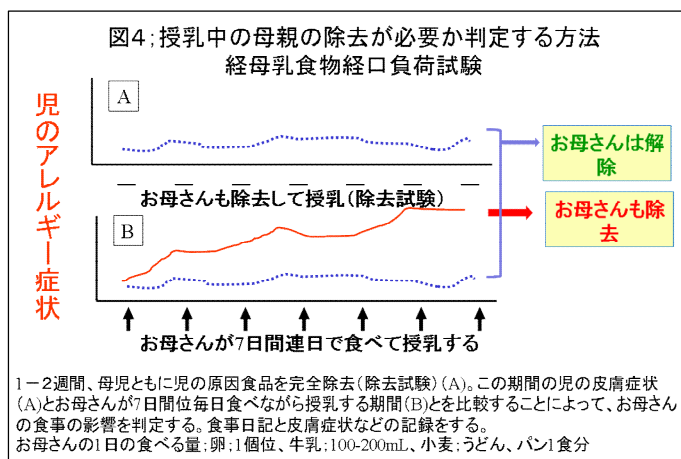 図4;授乳中の母親の除去が必要か判定する方法
経母乳食物経口負荷試験
児のアレルギー症状
A
お母さんは解
除
お母さんも除去して授乳(除去試験)
お母さんも除
去
B
お母さんが7日間連日で食べて授乳する
1-2週間、母児ともに児の原因食品を完全除去(除去試験)(A)。この期間の児の皮膚症状
(A)とお母さんが7日間位毎日食べながら授乳する期間(B)とを比較することによって、お母さん
の食事の影響を判定する。食事日記と皮膚症状などの記録をする。
お母さんの1日の食べる量;卵;1個位、牛乳;100-200mL、小麦;うどん、パン1食分